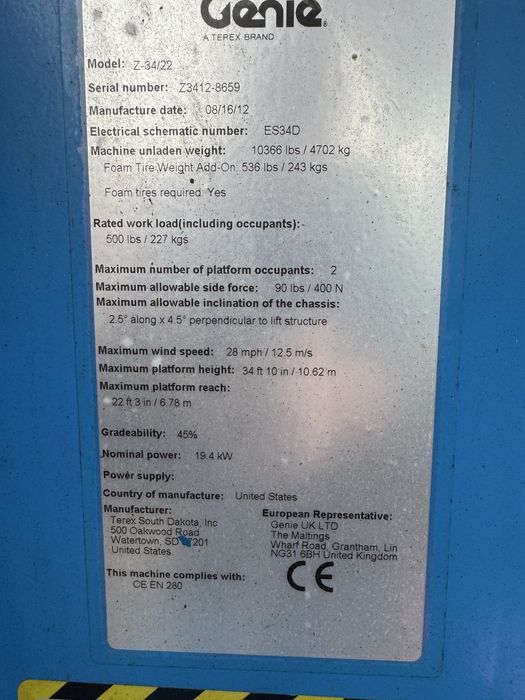 Genie
A TEREX BRAND
Model: Z-34/22
Serial number: Z3412-8659
Manufacture date: 08/16/12
Electrical schematic number: ES34D
Machine unladen weight: 10366 lbs / 4702 kg
Foam Tire Weight Add-On: 536 lbs / 243 kgs
Foam tires required: Yes
Rated work load(including occupants):
500 lbs / 227 kgs
Maximum number of platform occupants: 2
Maximum allowable side force: 90 lbs / 400 N
Maximum allowable inclination of the chassis:
2.5° along x 4.5° perpendicular to lift structure
Maximum wind speed: 28 mph / 12.5 m/s
Maximum platform height: 34 ft 10 in / 10.62 m
Maximum platform reach:
22 ft 3 in / 6.78 m
Gradeability: 45%
Nominal power: 19.4 kW
Power supply:
Country of manufacture: United States
Manufacturer:
Terex South Dakota, Inc
500 Oakwood Road
Watertown, SD 201
United States
European Representative:
Genie UK LTD
The Maltings
Wharf Road, Grantham, Lin
NG31 6BH United Kingdom
This machine complies with:
CE EN 280
CE